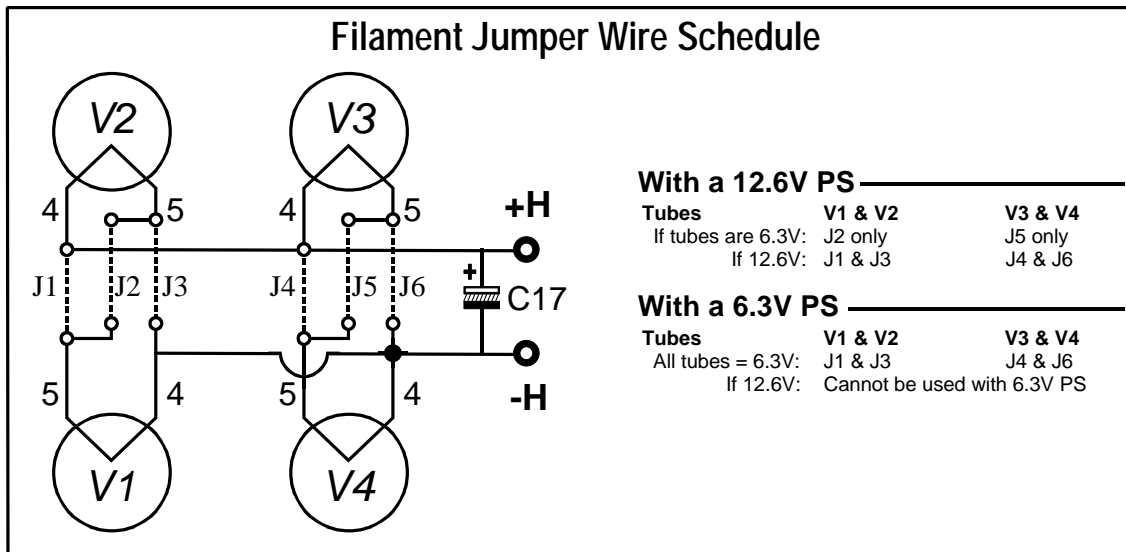 Filament Jumper Wire Schedule
V2 V3
4 5 4 5
+H
J1 J2 J3 J4 J5 J6 + C17
-H
5 4 5 4
V1 V4
With a 12.6V PS
Tubes V1 & V2 V3 & V4
If tubes are 6.3V: J2 only J5 only
If 12.6V: J1 & J3 J4 & J6
With a 6.3V PS
Tubes V1 & V2 V3 & V4
All tubes = 6.3V: J1 & J3 J4 & J6
If 12.6V: Cannot be used with 6.3V PS